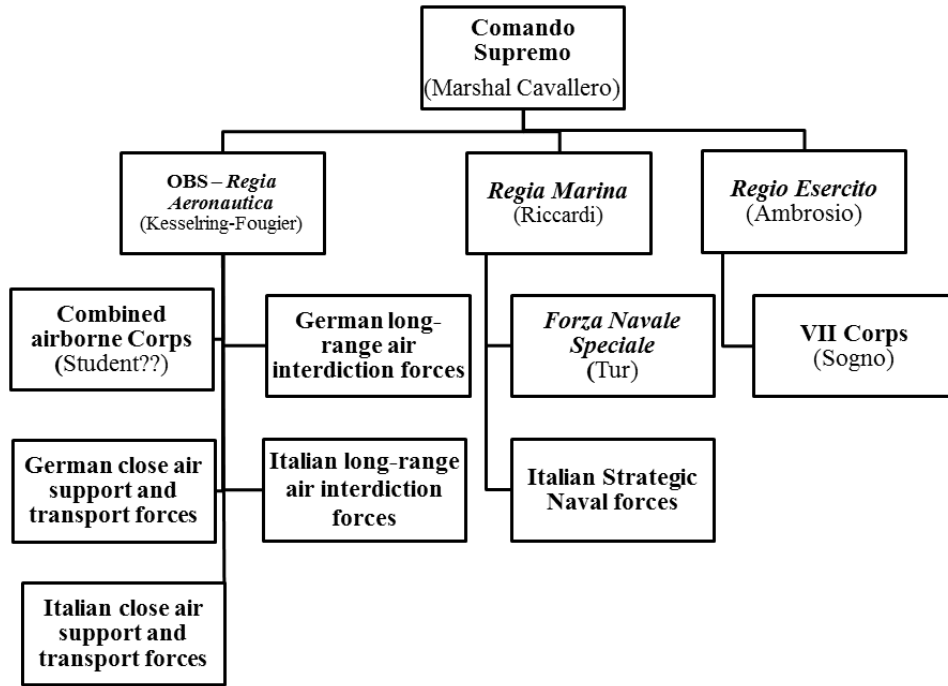 Comando
Supremo
(Marshal Cavallero)
OBS – Regia
Aeronautica
(Kesselring-Fougier)
Regia Marina
(Riccardi)
Regio Esercito
(Ambrosio)
Combined
airborne Corps
(Student??)
German long-
range air
interdiction forces
Forza Navale
Speciale
(Tur)
VII Corps
(Sogno)
German close air
support and
transport forces
Italian long-range
air interdiction
forces
Italian Strategic
Naval forces
Italian close air
support and
transport forces